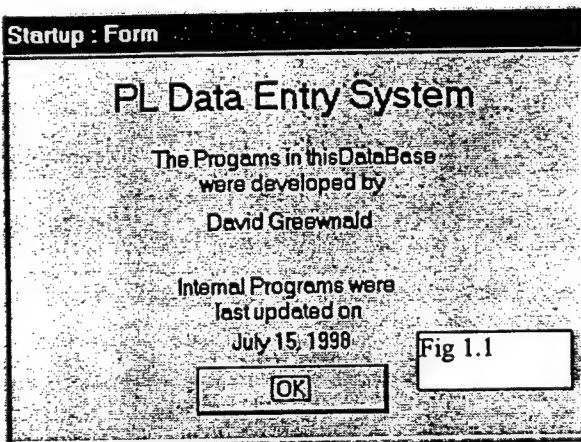 Startup : Form
PL Data Entry System
The Progams in thisDataBase
were developed by
David Greewnald
Internal Programs were
last updated on
July 15, 1998
Fig 1.1
OK